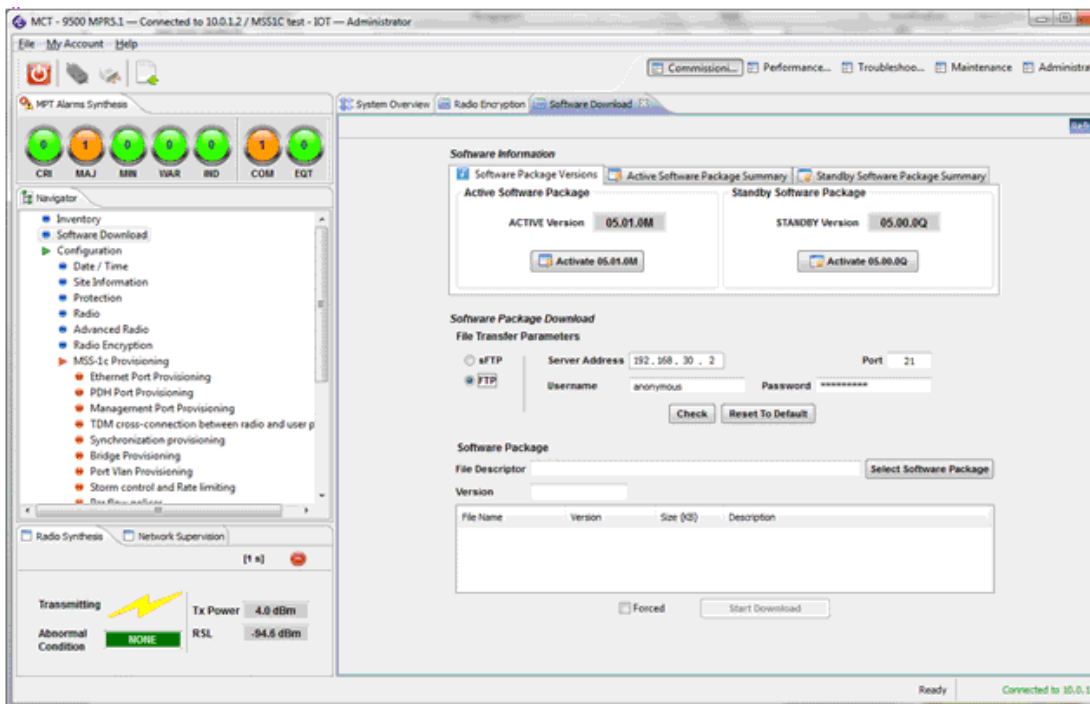 MCT - 9500 MPR5.1 — Connected to 10.0.1.2 / MSS1C test - IOT — Administrator
File My Account Help
Commissioni... Performance... Troubleshoo... Maintenance Administra
MPT Alarms Synthesis
0 1 0 0 0 1 0
CRI MAJ MIN WAR IND COM EQT
Navigator
Inventory
Software Download
Configuration
Date / Time
Site Information
Protection
Radio
Advanced Radio
Radio Encryption
MSS-1c Provisioning
Ethernet Port Provisioning
PDH Port Provisioning
Management Port Provisioning
TDM cross-connection between radio and user p
Synchronization provisioning
Bridge Provisioning
Port Vlan Provisioning
Storm control and Rate limiting
Per flow policer
Radio Synthesis Network Supervision
[1 s]
Transmitting
Tx Power 4.0 dBm
Abnormal Condition NONE
RSL -94.6 dBm
System Overview Radio Encryption Software Download
Refr
Software Information
Software Package Versions Active Software Package Summary Standby Software Package Summary
Active Software Package Standby Software Package
ACTIVE Version 05.01.0M STANDBY Version 05.00.0Q
Activate 05.01.0M Activate 05.00.0Q
Software Package Download
File Transfer Parameters
sFTP Server Address 192 . 168 . 30 . 2 Port 21
FTP Username anonymous Password *********
Check Reset To Default
Software Package
File Descriptor Select Software Package
Version
File Name Version Size (KB) Description
Forced Start Download
Ready Connected to 10.0.1